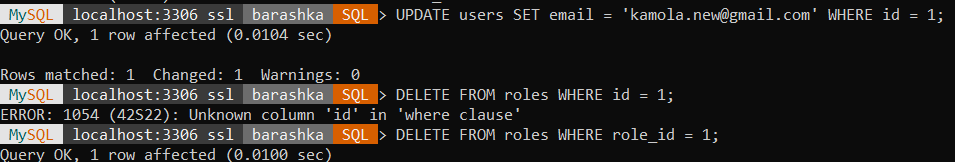 MySQL localhost:3306 ssl barashka SQL > UPDATE users SET email = 'kamola.new@gmail.com' WHERE id = 1;
Query OK, 1 row affected (0.0104 sec)
Rows matched: 1  Changed: 1  Warnings: 0
MySQL localhost:3306 ssl barashka SQL > DELETE FROM roles WHERE id = 1;
ERROR: 1054 (42S22): Unknown column 'id' in 'where clause'
MySQL localhost:3306 ssl barashka SQL > DELETE FROM roles WHERE role_id = 1;
Query OK, 1 row affected (0.0100 sec)